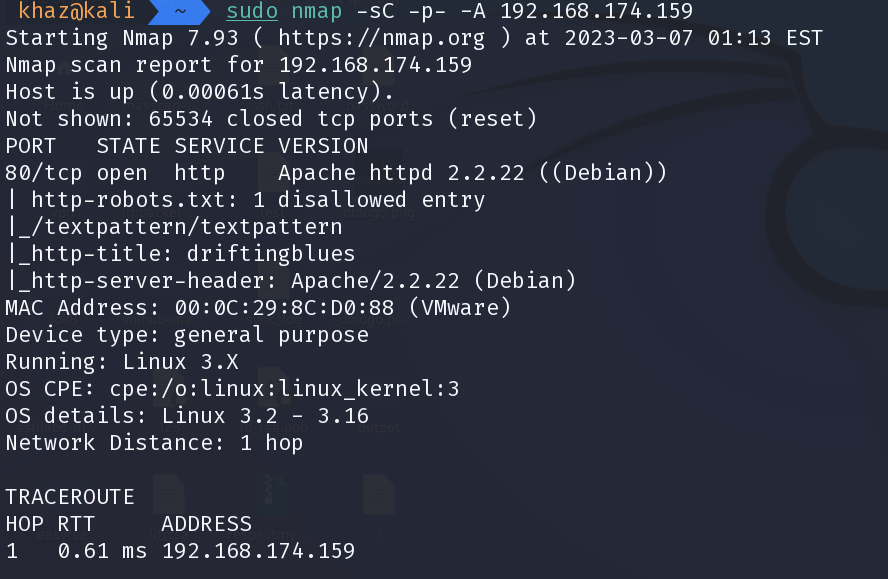 khaz@kali ~ sudo nmap -sC -p- -A 192.168.174.159
Starting Nmap 7.93 ( https://nmap.org ) at 2023-03-07 01:13 EST
Nmap scan report for 192.168.174.159
Host is up (0.00061s latency).
Not shown: 65534 closed tcp ports (reset)
PORT   STATE SERVICE VERSION
80/tcp open  http    Apache httpd 2.2.22 ((Debian))
| http-robots.txt: 1 disallowed entry
|_/textpattern/textpattern
|_http-title: driftingblues
|_http-server-header: Apache/2.2.22 (Debian)
MAC Address: 00:0C:29:8C:D0:88 (VMware)
Device type: general purpose
Running: Linux 3.X
OS CPE: cpe:/o:linux:linux_kernel:3
OS details: Linux 3.2 - 3.16
Network Distance: 1 hop
TRACEROUTE
HOP RTT     ADDRESS
1   0.61 ms 192.168.174.159